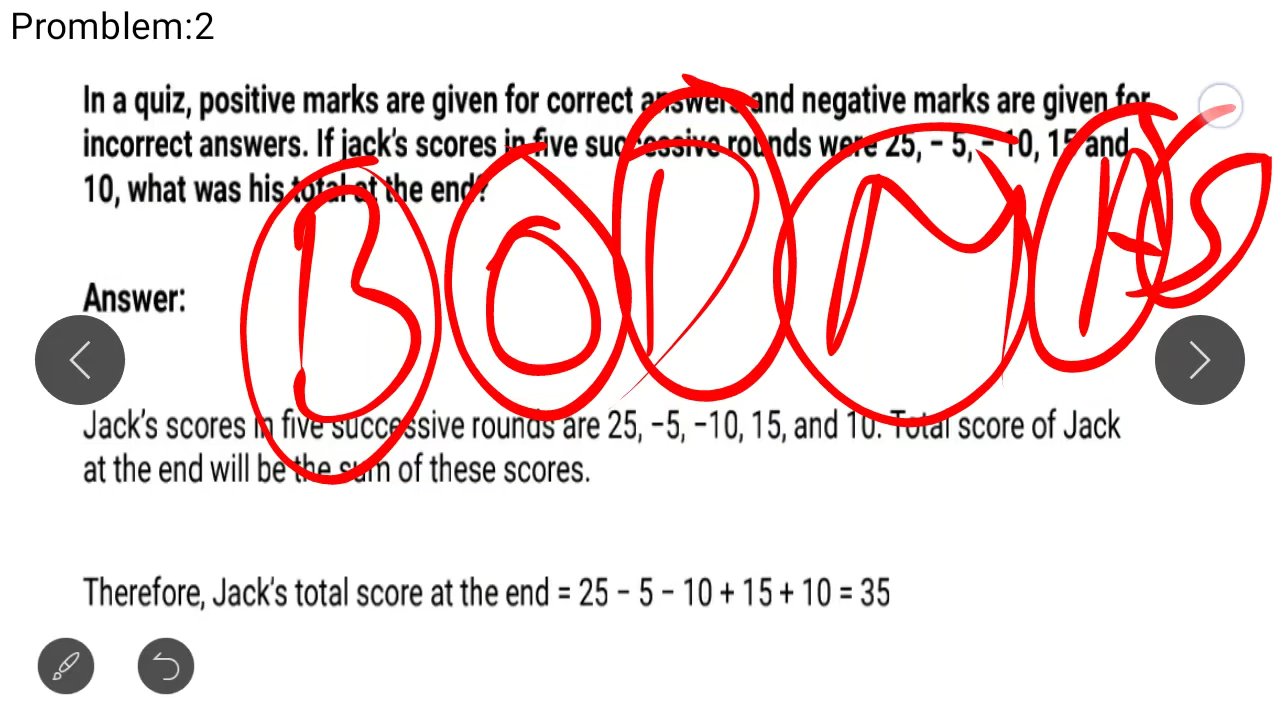 Promblem:2
In a quiz, positive marks are given for correct answers and negative marks are given for
incorrect answers. If jack's scores in five successive rounds were 25, − 5, − 10, 15 and
10, what was his total at the end?
BODMAS
Answer:
Jack's scores in five successive rounds are 25, −5, −10, 15, and 10. Total score of Jack
at the end will be the sum of these scores.
Therefore, Jack's total score at the end = 25 − 5 − 10 + 15 + 10 = 35